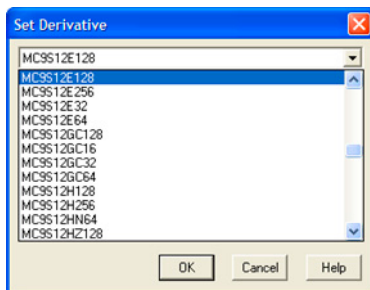 Set Derivative
MC9S12E128
MC9S12E128
MC9S12E256
MC9S12E32
MC9S12E64
MC9S12GC128
MC9S12GC16
MC9S12GC32
MC9S12GC64
MC9S12H128
MC9S12H256
MC9S12HN64
MC9S12HZ128
OK Cancel Help